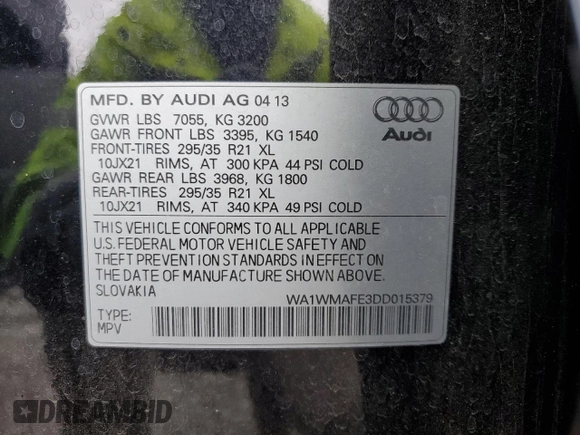 MFD. BY AUDI AG 04 13
GVWR LBS 7055, KG 3200
GAWR FRONT LBS 3395, KG 1540
FRONT-TIRES 295/35 R21 XL
10JX21 RIMS, AT 300 KPA 44 PSI COLD
GAWR REAR LBS 3968, KG 1800
REAR-TIRES 295/35 R21 XL
10JX21 RIMS, AT 340 KPA 49 PSI COLD
Audi
THIS VEHICLE CONFORMS TO ALL APPLICABLE
U.S. FEDERAL MOTOR VEHICLE SAFETY AND
THEFT PREVENTION STANDARDS IN EFFECT ON
THE DATE OF MANUFACTURE SHOWN ABOVE.
SLOVAKIA
WA1WMAFE3DD015379
TYPE:
MPV
DREAMBID